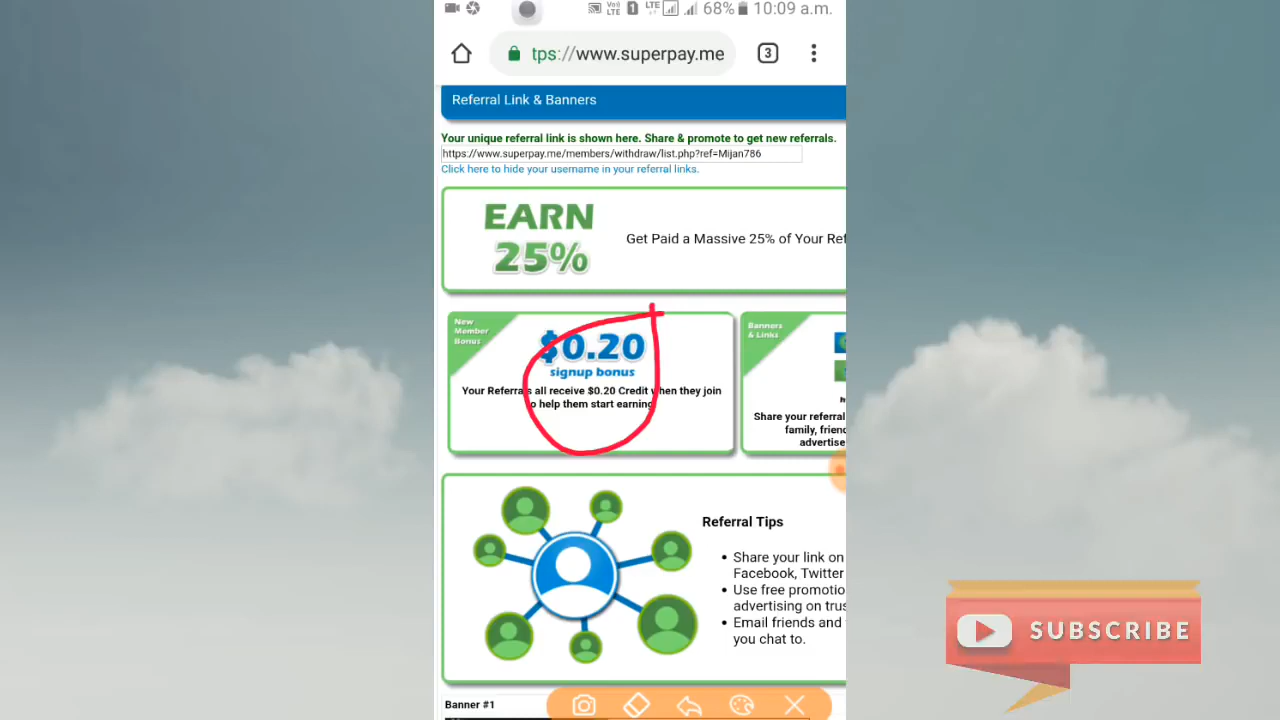 Vo))
LTE
1
LTE
68%
10:09 a.m.
tps://www.superpay.me
3
Referral Link & Banners
Your unique referral link is shown here. Share & promote to get new referrals.
https://www.superpay.me/members/withdraw/list.php?ref=Mijan786
Click here to hide your username in your referral links.
EARN
25%
Get Paid a Massive 25% of Your Ref
New
Member
Bonus
$0.20
signup bonus
Your Referrals all receive $0.20 Credit when they join
to help them start earning
Banners
& Links
Share your referral
family, frien
advertise
Referral Tips
• Share your link on
Facebook, Twitter
• Use free promotio
advertising on trus
• Email friends and
you chat to.
Banner #1
SUBSCRIBE